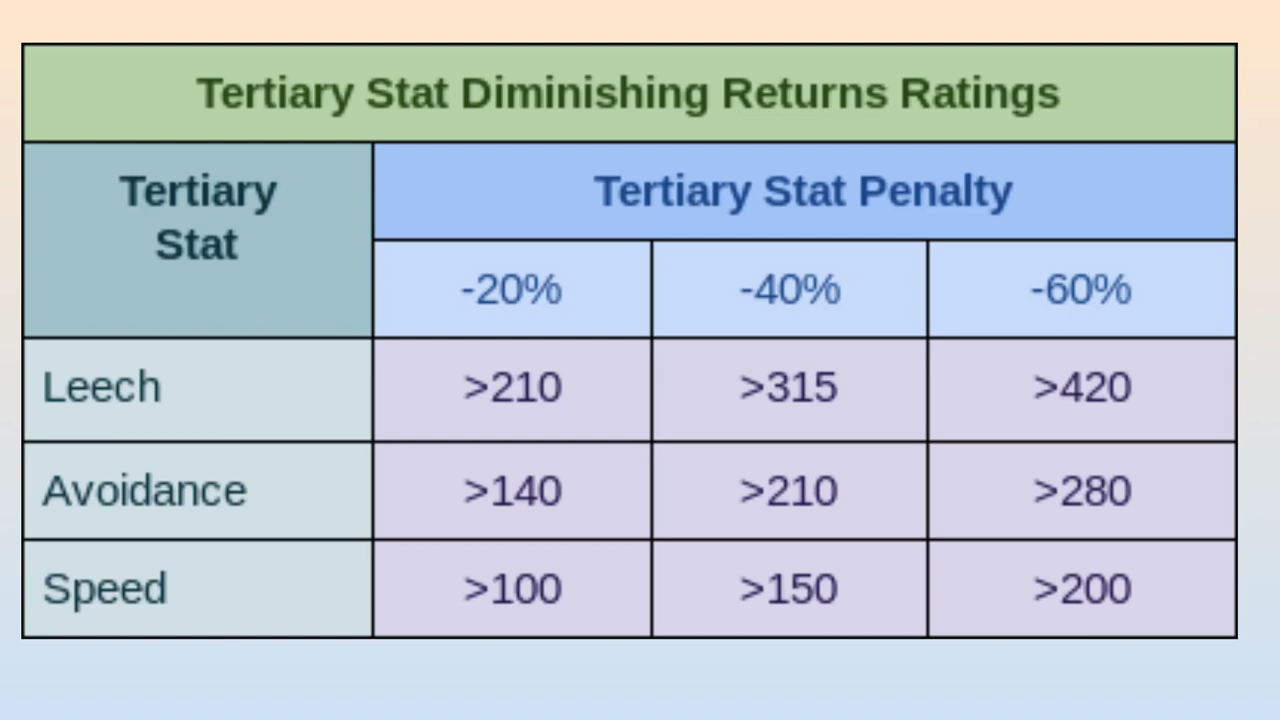 Tertiary Stat Diminishing Returns Ratings
Tertiary
Stat
Tertiary Stat Penalty
-20% -40% -60%
Leech >210 >315 >420
Avoidance >140 >210 >280
Speed >100 >150 >200